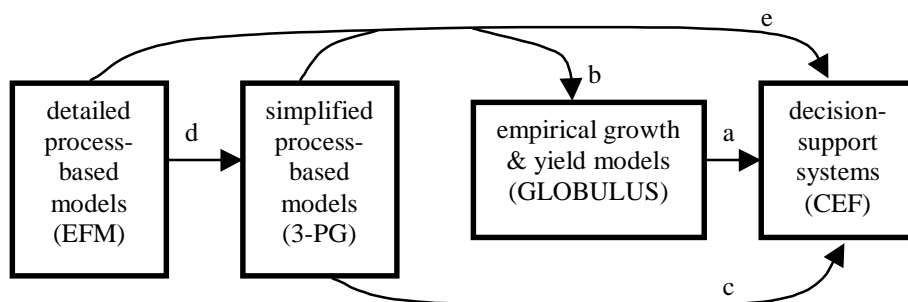 e
b
detailed
process-
based
models
(EFM)
d
simplified
process-
based
models
(3-PG)
empirical growth
& yield models
(GLOBULUS)
a
decision-
support
systems
(CEF)
c